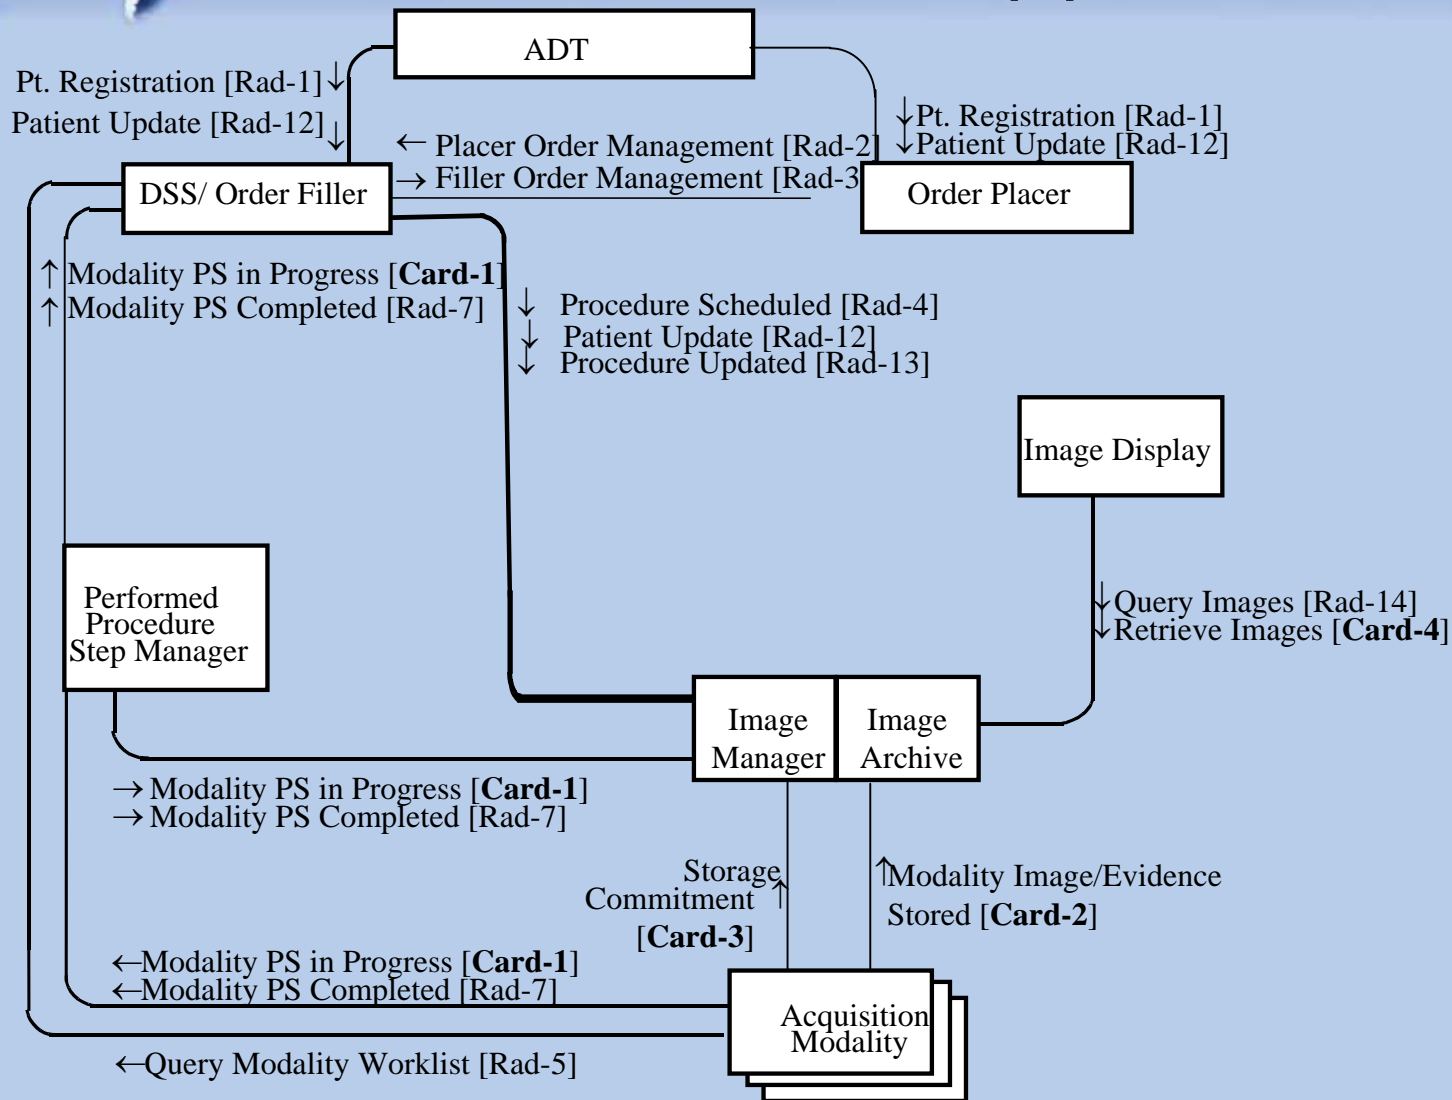 ADT
Pt. Registration [Rad-1]↓
Patient Update [Rad-12]↓
↓Pt. Registration [Rad-1]
↓Patient Update [Rad-12]
← Placer Order Management [Rad-2]
→ Filler Order Management [Rad-3
DSS/ Order Filler
Order Placer
↑ Modality PS in Progress [Card-1]
↑ Modality PS Completed [Rad-7]
↓ Procedure Scheduled [Rad-4]
↓ Patient Update [Rad-12]
↓ Procedure Updated [Rad-13]
Image Display
Performed
Procedure
Step Manager
↓Query Images [Rad-14]
↓Retrieve Images [Card-4]
Image
Manager
Image
Archive
→ Modality PS in Progress [Card-1]
→ Modality PS Completed [Rad-7]
Storage
Commitment ↑
[Card-3]
↑Modality Image/Evidence
Stored [Card-2]
←Modality PS in Progress [Card-1]
←Modality PS Completed [Rad-7]
Acquisition
Modality
←Query Modality Worklist [Rad-5]